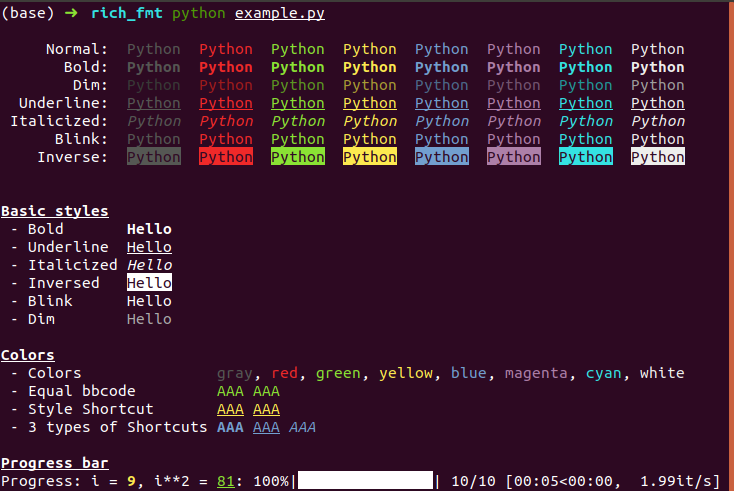 (base) ➜ rich_fmt python example.py
Normal: Python Python Python Python Python Python Python Python
Bold: Python Python Python Python Python Python Python Python
Dim: Python Python Python Python Python Python Python Python
Underline: Python Python Python Python Python Python Python Python
Italicized: Python Python Python Python Python Python Python Python
Blink: Python Python Python Python Python Python Python Python
Inverse: Python Python Python Python Python Python Python Python
Basic styles
- Bold Hello
- Underline Hello
- Italicized Hello
- Inversed Hello
- Blink Hello
- Dim Hello
Colors
- Colors gray, red, green, yellow, blue, magenta, cyan, white
- Equal bbcode AAA AAA
- Style Shortcut AAA AAA
- 3 types of Shortcuts AAA AAA AAA
Progress bar
Progress: i = 9, i**2 = 81: 100%|██████████| 10/10 [00:05<00:00, 1.99it/s]